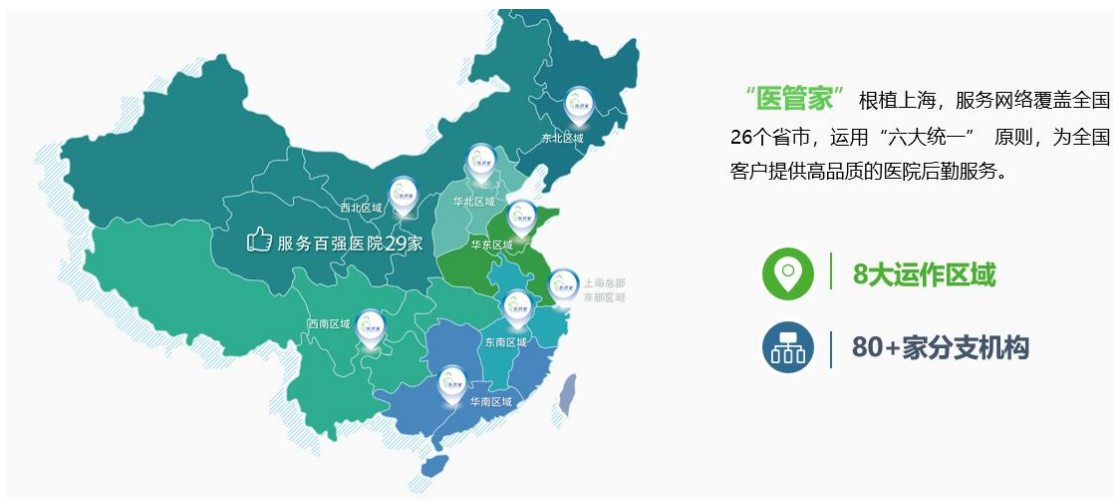 东北区域
华北区域
西北区域
服务百强医院29家
华东区域
上海总部
东部区域
西南区域
东南区域
华南区域
“医管家”根植上海，服务网络覆盖全国
26个省市，运用“六大统一” 原则，为全国
客户提供高品质的医院后勤服务。
8大运作区域
80+家分支机构